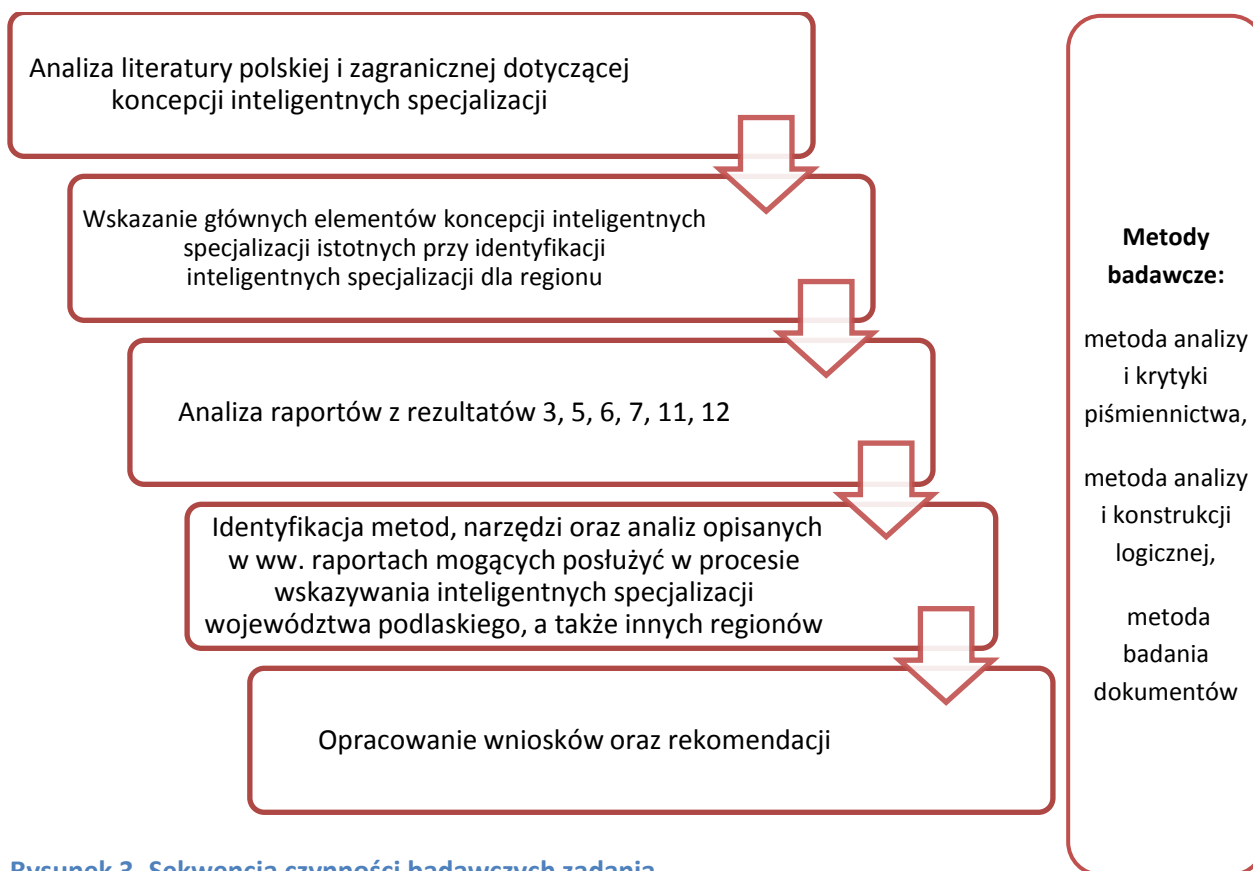 Analiza literatury polskiej i zagranicznej dotyczącej
koncepcji inteligentnych specjalizacji
Wskazanie głównych elementów koncepcji inteligentnych
specjalizacji istotnych przy identyfikacji
inteligentnych specjalizacji dla regionu
Analiza raportów z rezultatów 3, 5, 6, 7, 11, 12
Identyfikacja metod, narzędzi oraz analiz opisanych
w ww. raportach mogących posłużyć w procesie
wskazywania inteligentnych specjalizacji
województwa podlaskiego, a także innych regionów
Opracowanie wniosków oraz rekomendacji
Metody
badawcze:
metoda analizy
i krytyki
piśmiennictwa,
metoda analizy
i konstrukcji
logicznej,
metoda
badania
dokumentów
Rysunek 3. Sekwencja czynności badawczych zadania